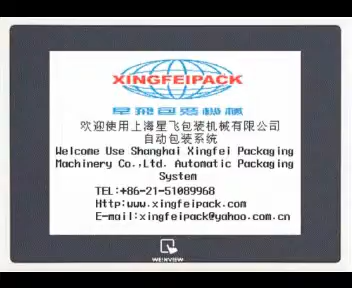 XINGFEIPACK
星飛包装機械
欢迎使用上海星飞包装机械有限公司
自动包装系统
Welcome Use Shanghai Xingfei Packaging
Machinery Co.,Ltd. Automatic Packaging
System
TEL:+86-21-51089968
Http:www.xingfeipack.com
E-mail:xingfeipack@yahoo.com.cn
WEINVIEW